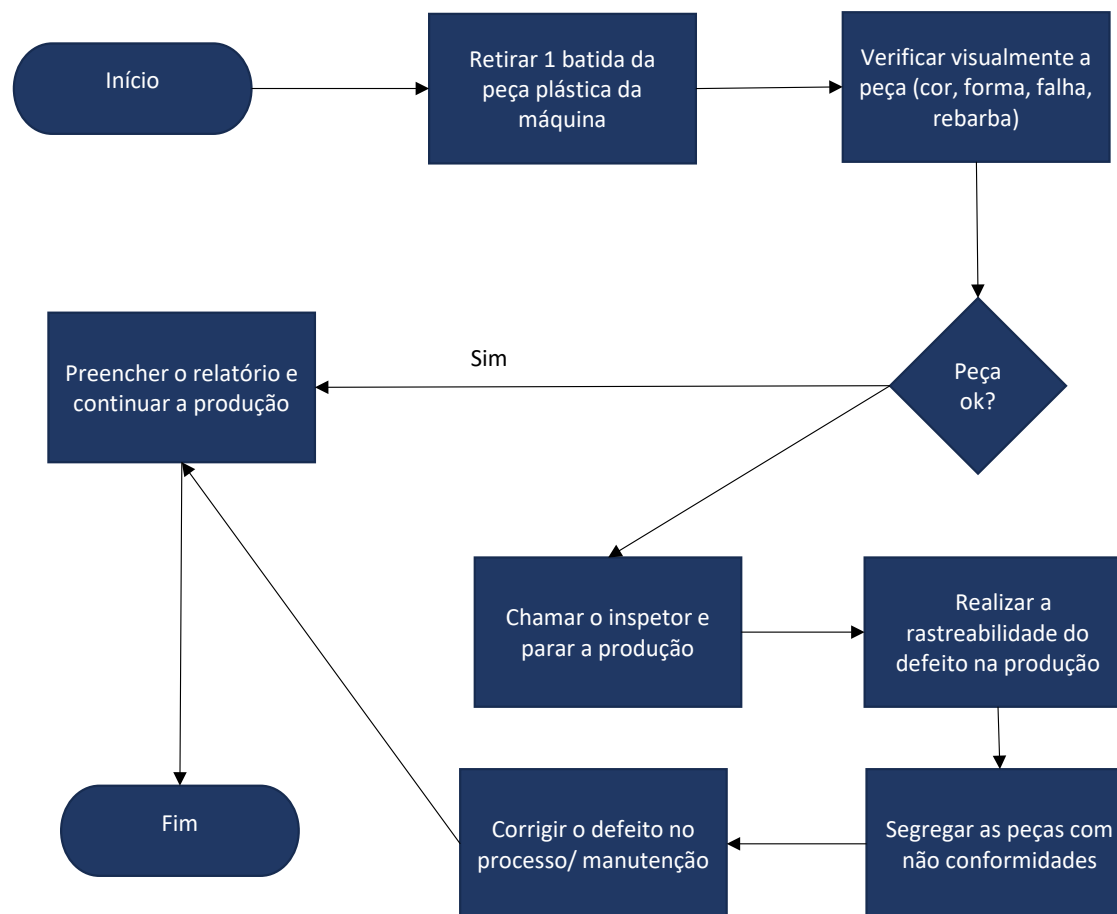 Início
Retirar 1 batida da
peça plástica da
máquina
Verificar visualmente a
peça (cor, forma, falha,
rebarba)
Peça
ok?
Sim
Preencher o relatório e
continuar a produção
Chamar o inspetor e
parar a produção
Realizar a
rastreabilidade do
defeito na produção
Segregar as peças com
não conformidades
Corrigir o defeito no
processo/ manutenção
Fim